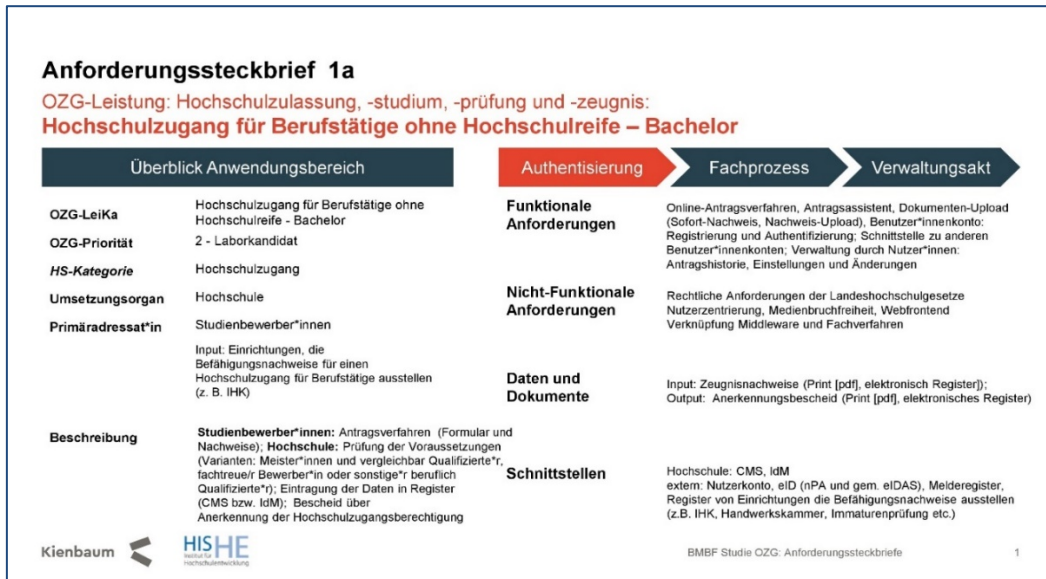 Anforderungssteckbrief 1a
OZG-Leistung: Hochschulzulassung, -studium, -prüfung und -zeugnis:
Hochschulzugang für Berufstätige ohne Hochschulreife – Bachelor
Überblick Anwendungsbereich
OZG-LeiKa
Hochschulzugang für Berufstätige ohne
Hochschulreife - Bachelor
OZG-Priorität
2 - Laborkandidat
HS-Kategorie
Hochschulzugang
Umsetzungsorgan
Hochschule
Primäradressat*in
Studienbewerber*innen
Input: Einrichtungen, die
Befähigungsnachweise für einen
Hochschulzugang für Berufstätige ausstellen
(z. B. IHK)
Beschreibung
Studienbewerber*innen: Antragsverfahren (Formular und
Nachweise); Hochschule: Prüfung der Voraussetzungen
(Varianten: Meister*innen und vergleichbar Qualifizierte*r,
fachtreue/r Bewerber*in oder sonstige*r beruflich
Qualifizierte*r); Eintragung der Daten in Register
(CMS bzw. IdM); Bescheid über
Anerkennung der Hochschulzugangsberechtigung
Authentisierung
Fachprozess
Verwaltungsakt
Funktionale
Anforderungen
Online-Antragsverfahren, Antragsassistent, Dokumenten-Upload
(Sofort-Nachweis, Nachweis-Upload), Benutzer*innenkonto:
Registrierung und Authentifizierung; Schnittstelle zu anderen
Benutzer*innenkonten; Verwaltung durch Nutzer*innen:
Antragshistorie, Einstellungen und Änderungen
Nicht-Funktionale
Anforderungen
Rechtliche Anforderungen der Landeshochschulgesetze
Nutzerzentrierung, Medienbruchfreiheit, Webfrontend
Verknüpfung Middleware und Fachverfahren
Daten und
Dokumente
Input: Zeugnisnachweise (Print [pdf], elektronisch Register]);
Output: Anerkennungsbescheid (Print [pdf], elektronisches Register)
Schnittstellen
Hochschule: CMS, IdM
extern: Nutzerkonto, eID (nPA und gem. eIDAS), Melderegister,
Register von Einrichtungen die Befähigungsnachweise ausstellen
(z.B. IHK, Handwerkskammer, Immaturenprüfung etc.)
Kienbaum
HIS HE
Institut für
Hochschulentwicklung
BMBF Studie OZG: Anforderungssteckbriefe
1